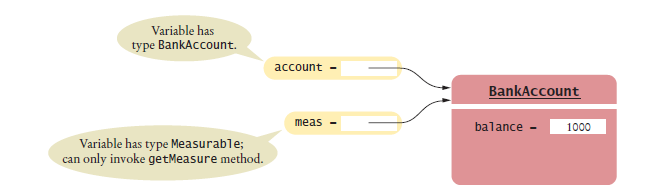 Variable has
type BankAccount.
account =
BankAccount
balance = 1000
meas =
Variable has type Measurable;
can only invoke getMeasure method.